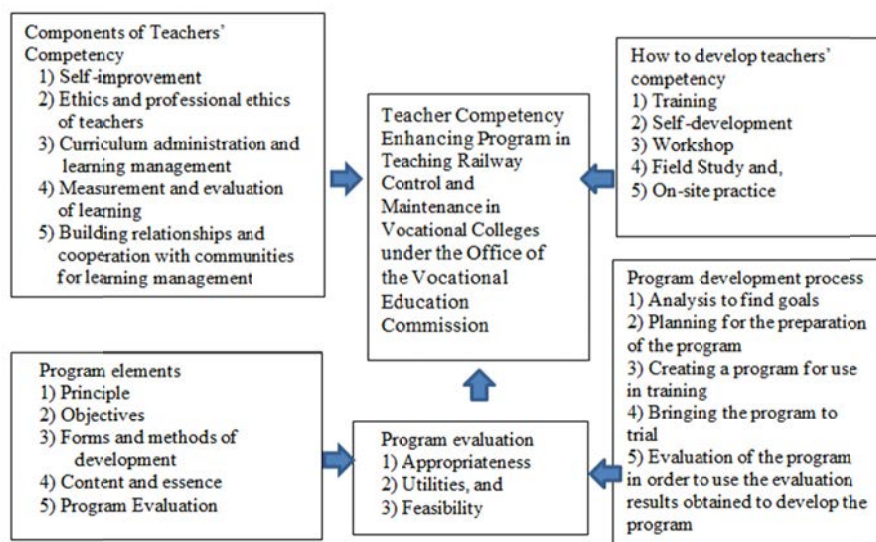 Components of Teachers'
Competency
1) Self-improvement
2) Ethics and professional ethics
of teachers
3) Curriculum administration and
learning management
4) Measurement and evaluation
of learning
5) Building relationships and
cooperation with communities
for learning management
Teacher Competency
Enhancing Program in
Teaching Railway
Control and
Maintenance in
Vocational Colleges
under the Office of
the Vocational
Education
Commission
How to develop teachers'
competency
1) Training
2) Self-development
3) Workshop
4) Field Study and,
5) On-site practice
Program elements
1) Principle
2) Objectives
3) Forms and methods of
development
4) Content and essence
5) Program Evaluation
Program evaluation
1) Appropriateness
2) Utilities, and
3) Feasibility
Program development process
1) Analysis to find goals
2) Planning for the preparation
of the program
3) Creating a program for use
in training
4) Bringing the program to
trial
5) Evaluation of the program
in order to use the evaluation
results obtained to develop the
program